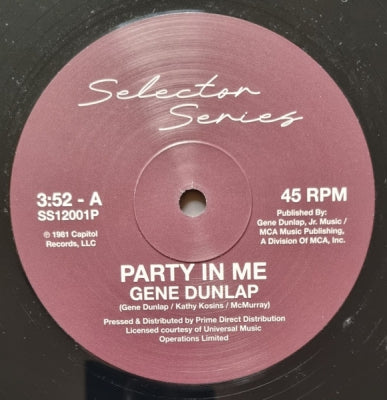 Selector
Series
3:52 - A
SS12001P
℗ 1981 Capitol
Records, LLC
45 RPM
Published By:
Gene Dunlap, Jr. Music /
MCA Music Publishing,
A Division Of MCA, Inc.
PARTY IN ME
GENE DUNLAP
(Gene Dunlap / Kathy Kosins / McMurray)
Pressed & Distributed by Prime Direct Distribution
Licensed courtesy of Universal Music
Operations Limited